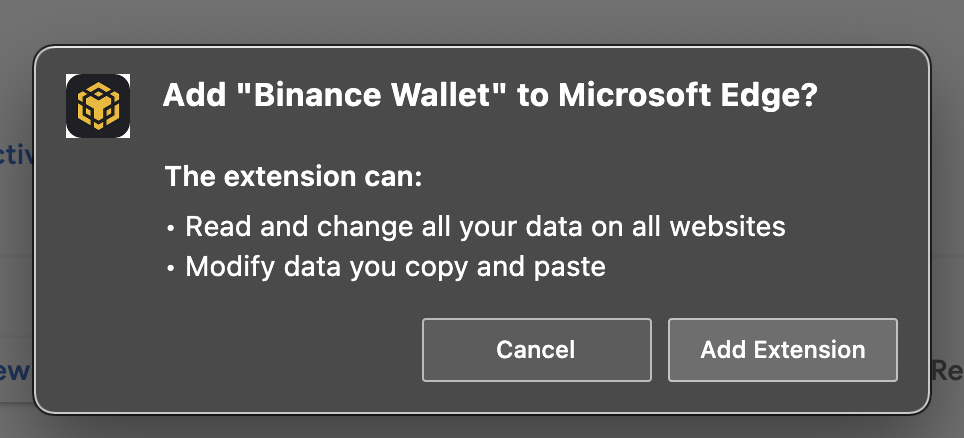 Add "Binance Wallet" to Microsoft Edge?
ctiv
The extension can:
• Read and change all your data on all websites
• Modify data you copy and paste
Cancel
Add Extension
ew
Re